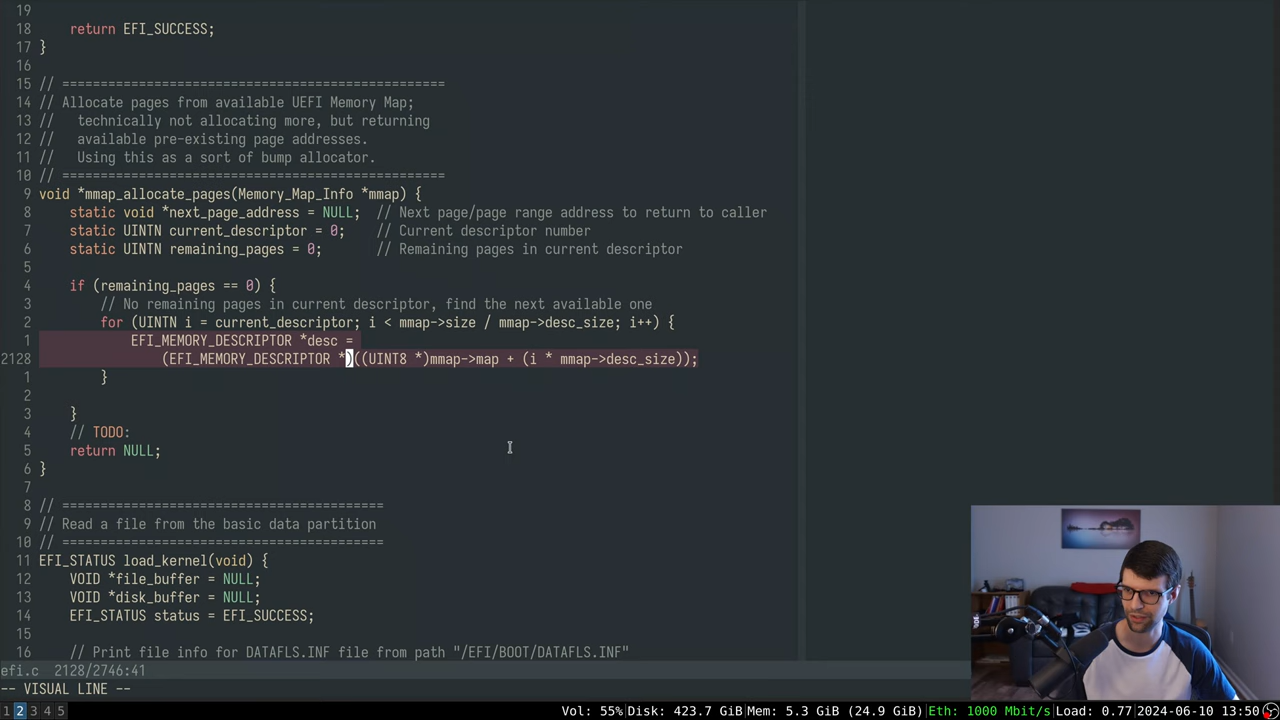 19
18     return EFI_SUCCESS;
17 }
16
15 // ==================================================
14 // Allocate pages from available UEFI Memory Map;
13 //   technically not allocating more, but returning
12 //   available pre-existing page addresses.
11 //   Using this as a sort of bump allocator.
10 // ==================================================
9 void *mmap_allocate_pages(Memory_Map_Info *mmap) {
8     static void *next_page_address = NULL;  // Next page/page range address to return to caller
7     static UINTN current_descriptor = 0;    // Current descriptor number
6     static UINTN remaining_pages = 0;       // Remaining pages in current descriptor
5
4     if (remaining_pages == 0) {
3         // No remaining pages in current descriptor, find the next available one
2         for (UINTN i = current_descriptor; i < mmap->size / mmap->desc_size; i++) {
1             EFI_MEMORY_DESCRIPTOR *desc =
2128                 (EFI_MEMORY_DESCRIPTOR *)((UINT8 *)mmap->map + (i * mmap->desc_size));
1         }
2
3     }
4     // TODO:
5     return NULL;
6 }
7
8 // ==========================================
9 // Read a file from the basic data partition
10 // ==========================================
11 EFI_STATUS load_kernel(void) {
12     VOID *file_buffer = NULL;
13     VOID *disk_buffer = NULL;
14     EFI_STATUS status = EFI_SUCCESS;
15
16     // Print file info for DATAFLS.INF file from path "/EFI/BOOT/DATAFLS.INF"
efi.c  2128/2746:41
-- VISUAL LINE --
1 2 3 4 5 Vol: 55% Disk: 423.7 GiB Mem: 5.3 GiB (24.9 GiB) Eth: 1000 Mbit/s Load: 0.77 2024-06-10 13:50